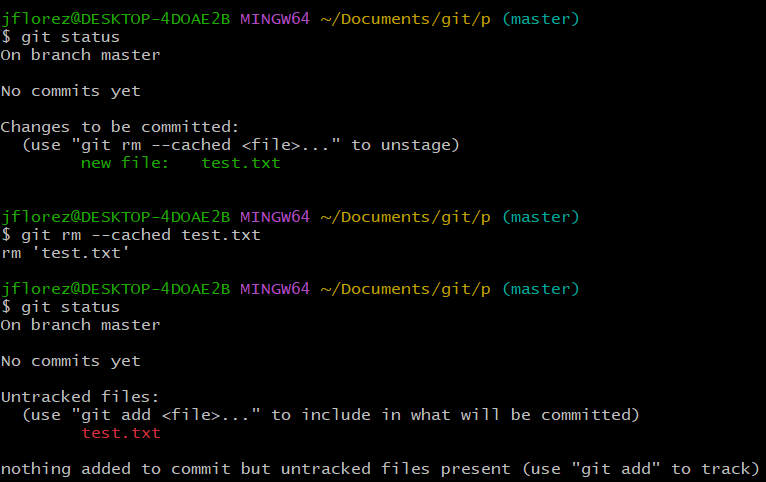 jflorez@DESKTOP-4DOAE2B MINGW64 ~/Documents/git/p (master)
$ git status
On branch master

No commits yet

Changes to be committed:
  (use "git rm --cached <file>..." to unstage)
        new file:   test.txt


jflorez@DESKTOP-4DOAE2B MINGW64 ~/Documents/git/p (master)
$ git rm --cached test.txt
rm 'test.txt'

jflorez@DESKTOP-4DOAE2B MINGW64 ~/Documents/git/p (master)
$ git status
On branch master

No commits yet

Untracked files:
  (use "git add <file>..." to include in what will be committed)
        test.txt

nothing added to commit but untracked files present (use "git add" to track)